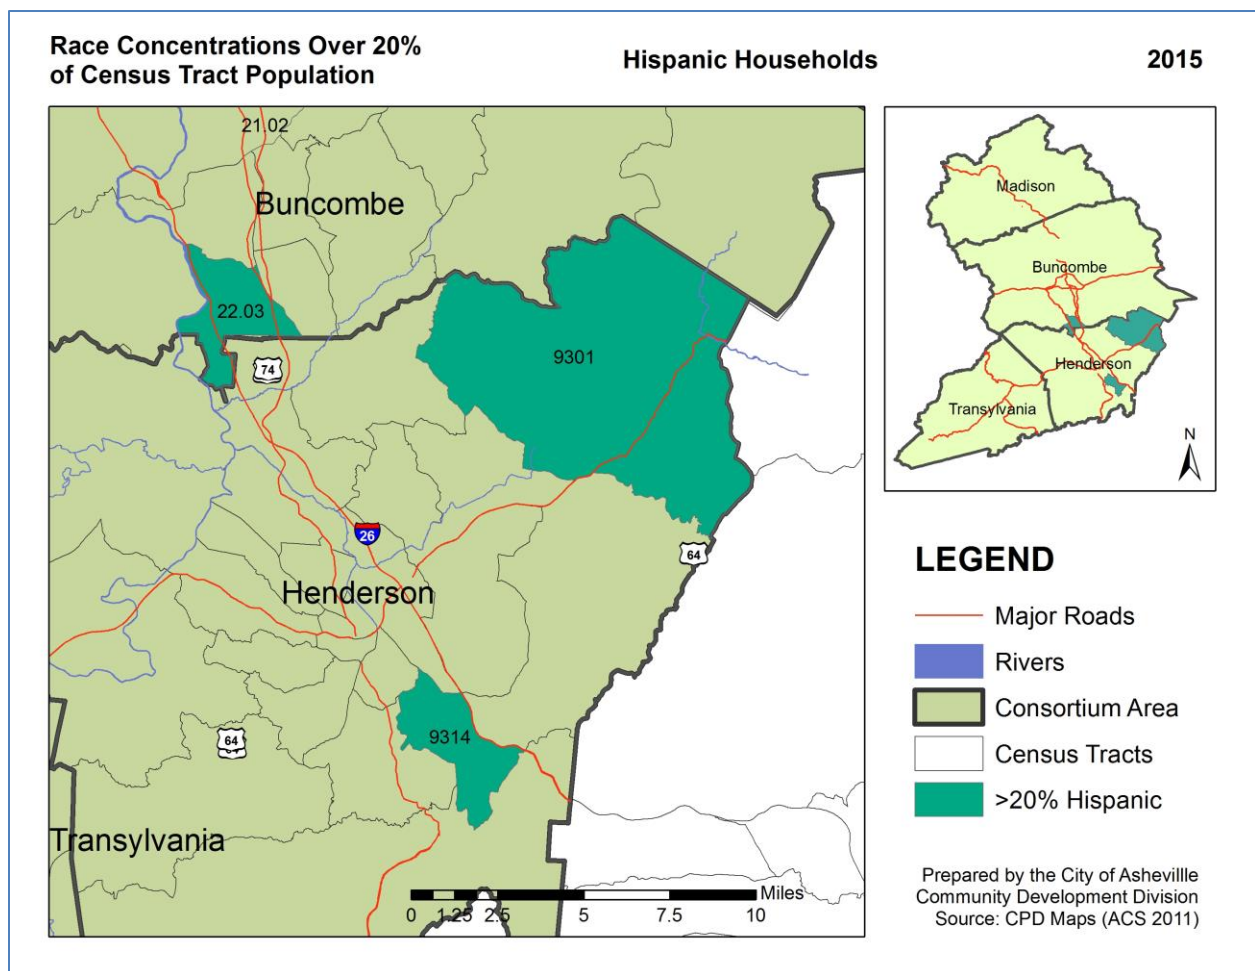 Race Concentrations Over 20%
of Census Tract Population
Hispanic Households
2015
21.02
Buncombe
22.03
74
9301
26
64
Henderson
9314
64
Transylvania
Miles
0 1.25 2.5 5 7.5 10
Madison
Buncombe
Henderson
Transylvania
N
LEGEND
Major Roads
Rivers
Consortium Area
Census Tracts
>20% Hispanic
Prepared by the City of Ashevillle
Community Development Division
Source: CPD Maps (ACS 2011)